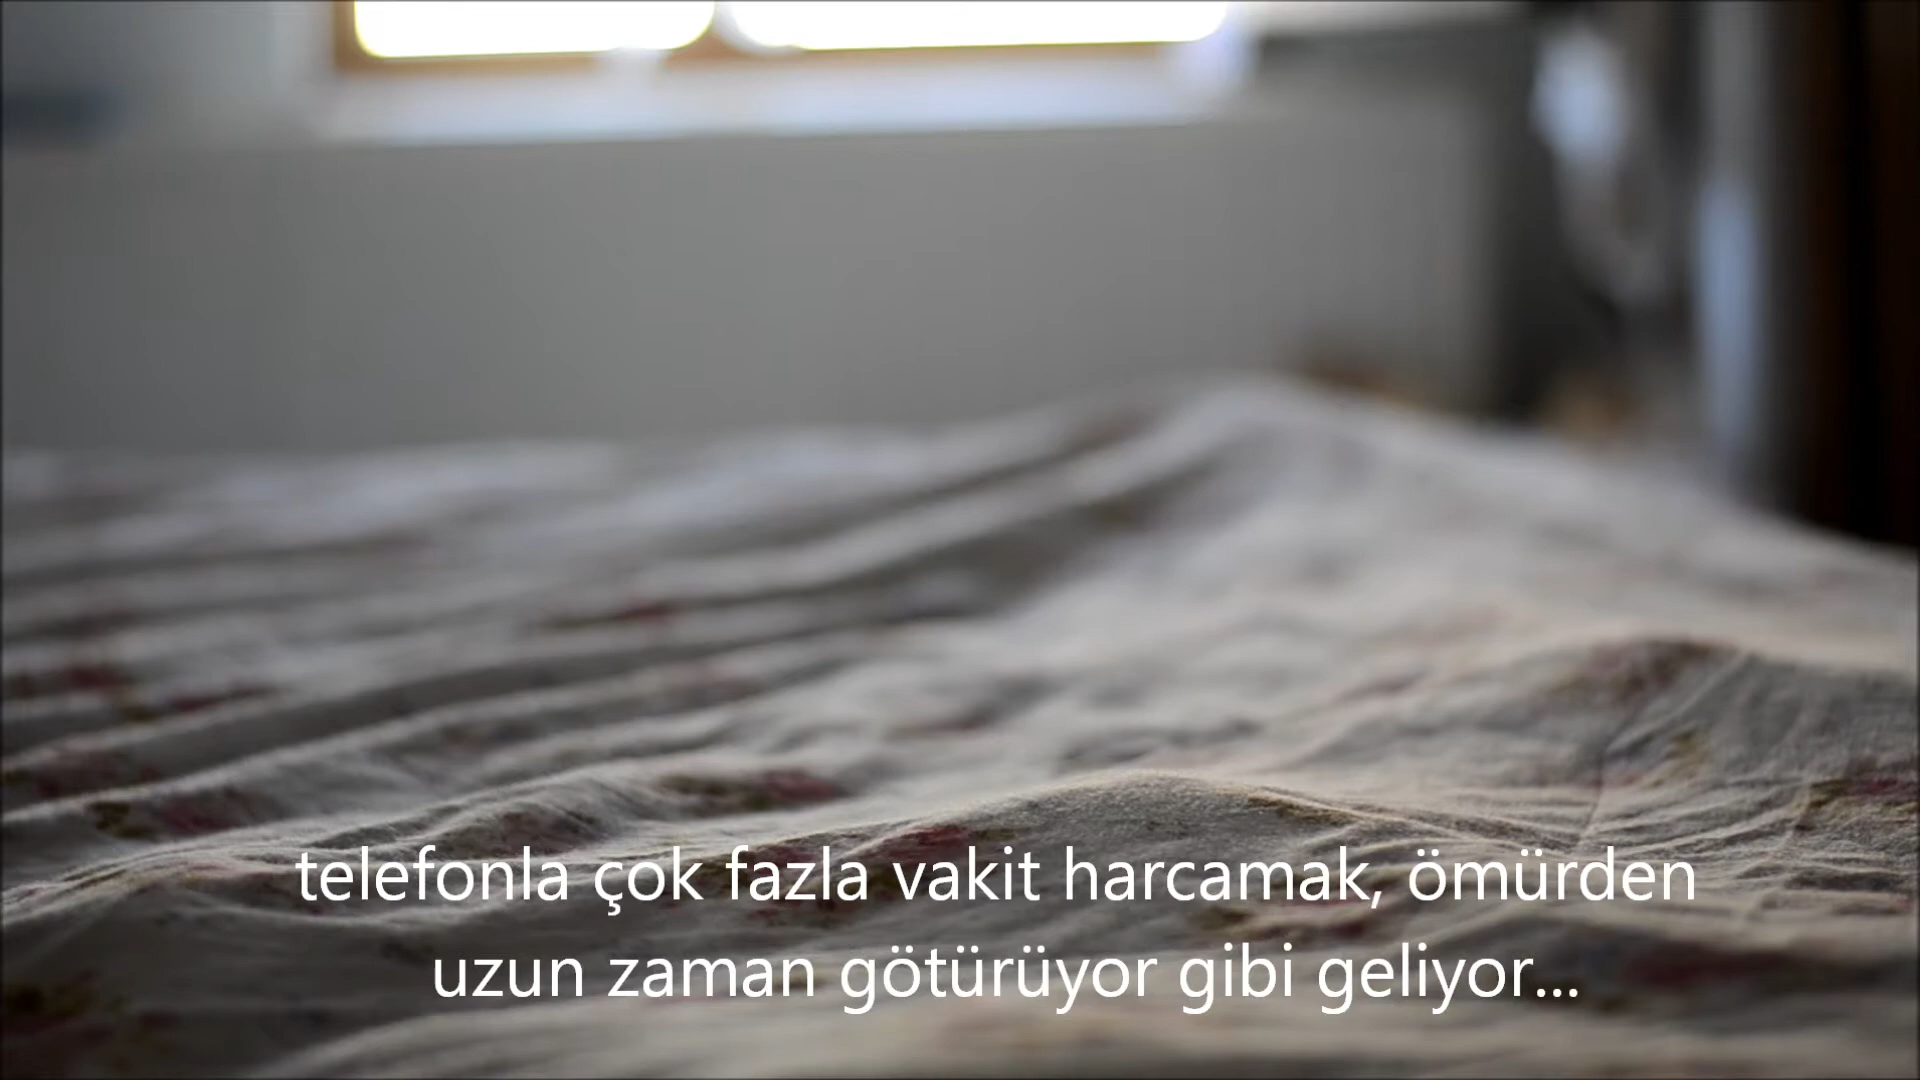 telefonla çok fazla vakit harcamak, ömürden
uzun zaman götürüyor gibi geliyor...